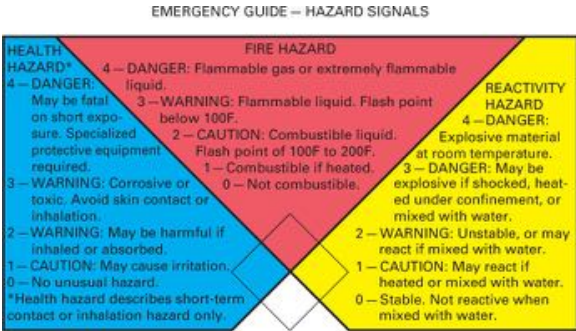 EMERGENCY GUIDE – HAZARD SIGNALS
HEALTH
HAZARD*
4 – DANGER:
May be fatal
on short expo-
sure. Specialized
protective equipment
required.
3 – WARNING: Corrosive or
toxic. Avoid skin contact or
inhalation.
2 – WARNING: May be harmful if
inhaled or absorbed.
1 – CAUTION: May cause irritation.
0 – No unusual hazard.
*Health hazard describes short-term
contact or inhalation hazard only.
FIRE HAZARD
4 – DANGER: Flammable gas or extremely flammable
liquid.
3 – WARNING: Flammable liquid. Flash point
below 100F.
2 – CAUTION: Combustible liquid.
Flash point of 100F to 200F.
1 – Combustible if heated.
0 – Not combustible.
REACTIVITY
HAZARD
4 – DANGER:
Explosive material
at room temperature.
3 – DANGER: May be
explosive if shocked, heat-
ed under confinement, or
mixed with water.
2 – WARNING: Unstable, or may
react if mixed with water.
1 – CAUTION: May react if
heated or mixed with water.
0 – Stable. Not reactive when
mixed with water.